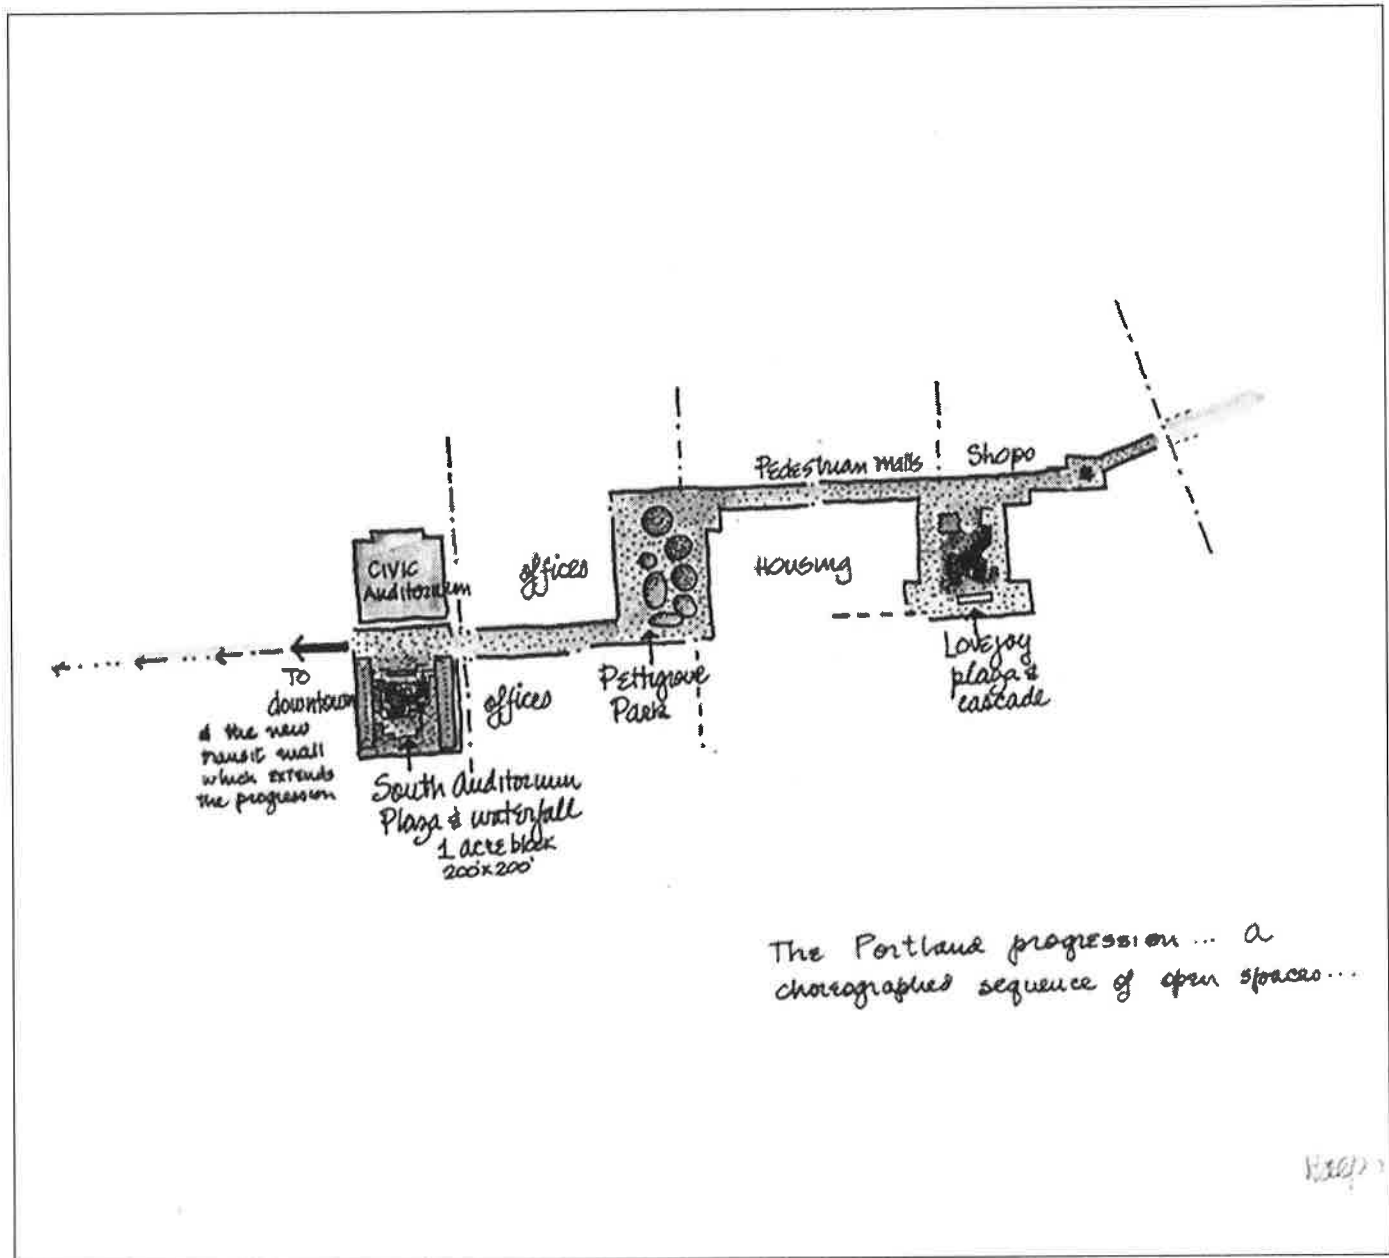 Pedestrian malls
Shops
Civic
Auditorium
offices
Housing
Lovejoy
plaza &
cascade
To
downtown
& the new
transit mall
which extends
the progression
offices
Pettigrove
Park
South Auditorium
Plaza & waterfall
1 acre block
200'x200'
The Portland progression... a
choreographed sequence of open spaces...